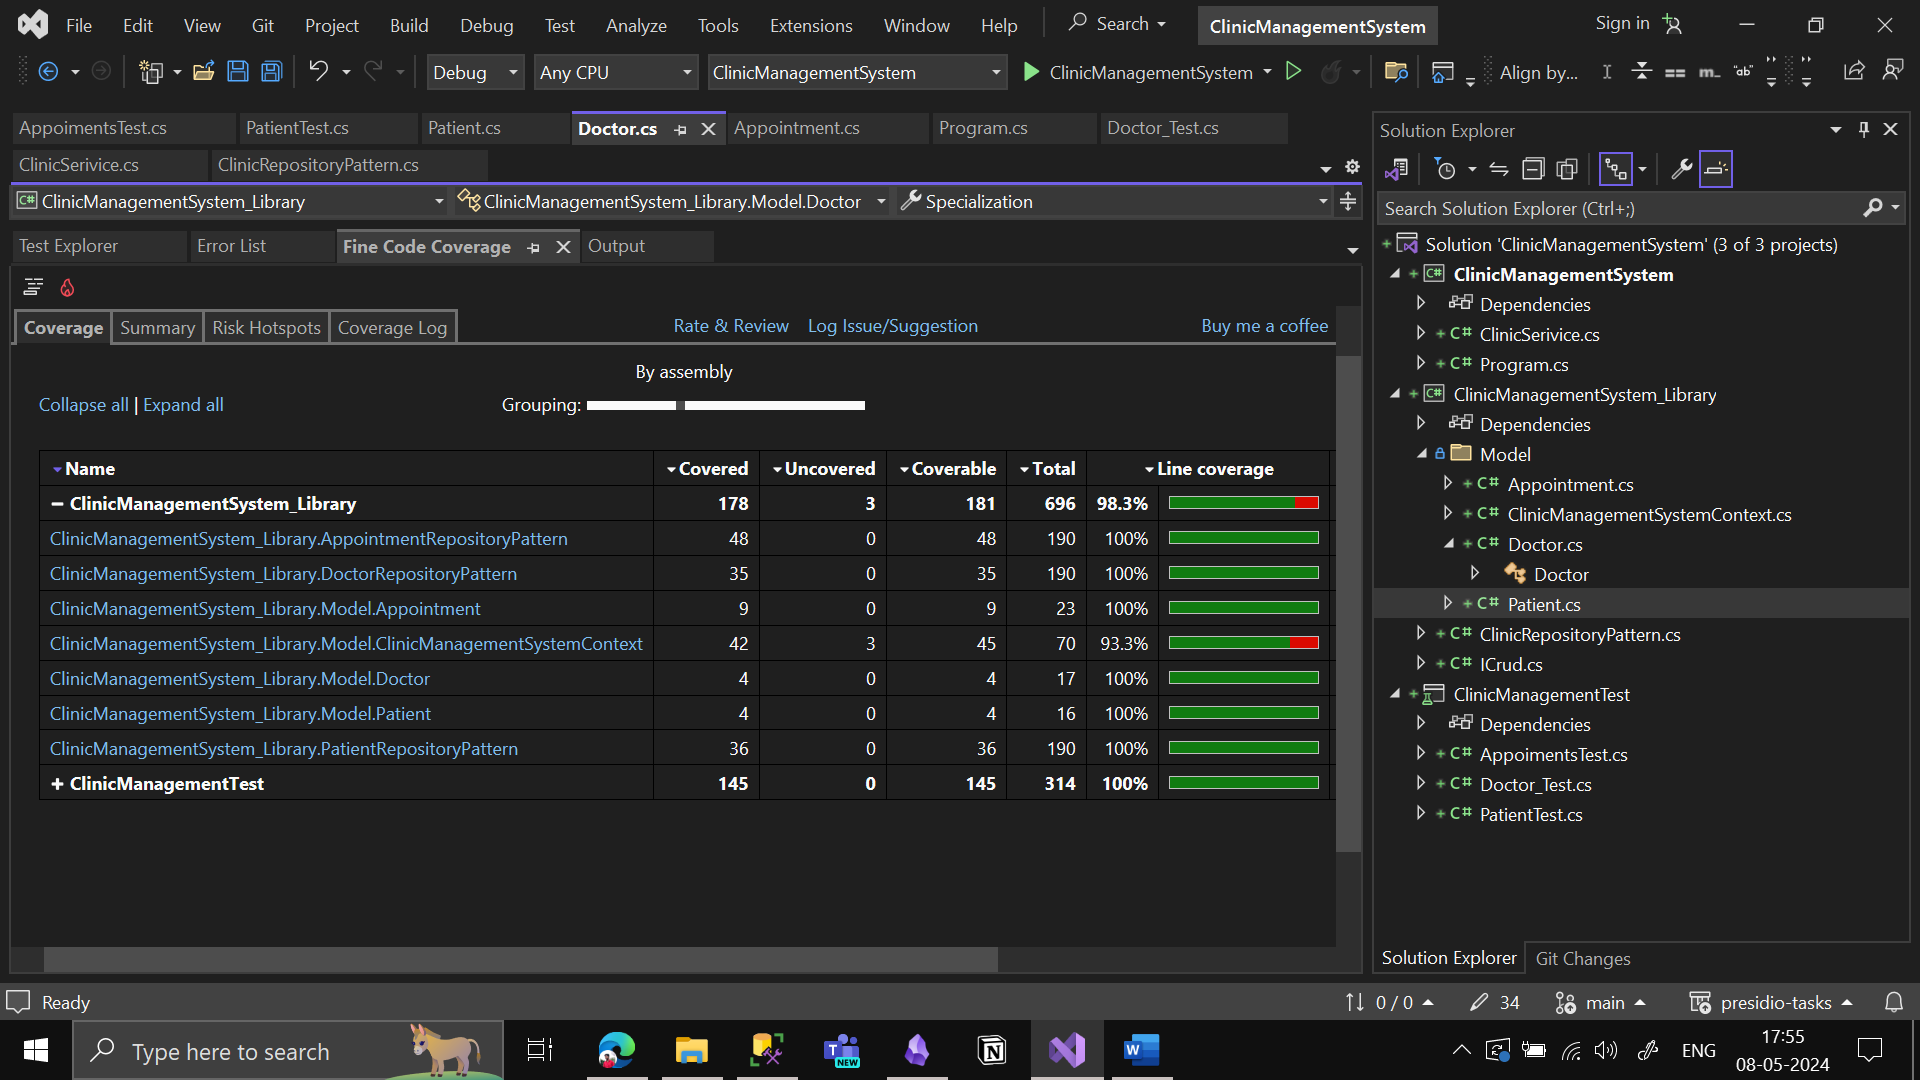 File Edit View Git Project Build Debug Test Analyze Tools Extensions Window Help Search ClinicManagementSystem Sign in
Debug Any CPU ClinicManagementSystem ClinicManagementSystem Align by... "ab"
AppoimentsTest.cs PatientTest.cs Patient.cs Doctor.cs Appointment.cs Program.cs Doctor_Test.cs
ClinicSerivice.cs ClinicRepositoryPattern.cs
C# ClinicManagementSystem_Library ClinicManagementSystem_Library.Model.Doctor Specialization
Test Explorer Error List Fine Code Coverage Output
Coverage Summary Risk Hotspots Coverage Log Rate & Review Log Issue/Suggestion Buy me a coffee
By assembly
Collapse all | Expand all Grouping:
Name Covered Uncovered Coverable Total Line coverage
ClinicManagementSystem_Library 178 3 181 696 98.3%
ClinicManagementSystem_Library.AppointmentRepositoryPattern 48 0 48 190 100%
ClinicManagementSystem_Library.DoctorRepositoryPattern 35 0 35 190 100%
ClinicManagementSystem_Library.Model.Appointment 9 0 9 23 100%
ClinicManagementSystem_Library.Model.ClinicManagementSystemContext 42 3 45 70 93.3%
ClinicManagementSystem_Library.Model.Doctor 4 0 4 17 100%
ClinicManagementSystem_Library.Model.Patient 4 0 4 16 100%
ClinicManagementSystem_Library.PatientRepositoryPattern 36 0 36 190 100%
ClinicManagementTest 145 0 145 314 100%
Solution Explorer
Search Solution Explorer (Ctrl+;)
Solution 'ClinicManagementSystem' (3 of 3 projects)
C# ClinicManagementSystem
Dependencies
C# ClinicSerivice.cs
C# Program.cs
C# ClinicManagementSystem_Library
Dependencies
Model
C# Appointment.cs
C# ClinicManagementSystemContext.cs
C# Doctor.cs
Doctor
C# Patient.cs
C# ClinicRepositoryPattern.cs
C# ICrud.cs
ClinicManagementTest
Dependencies
C# AppoimentsTest.cs
C# Doctor_Test.cs
C# PatientTest.cs
Solution Explorer Git Changes
Ready 0 / 0 34 main presidio-tasks
Type here to search NEW ENG 17:55
08-05-2024